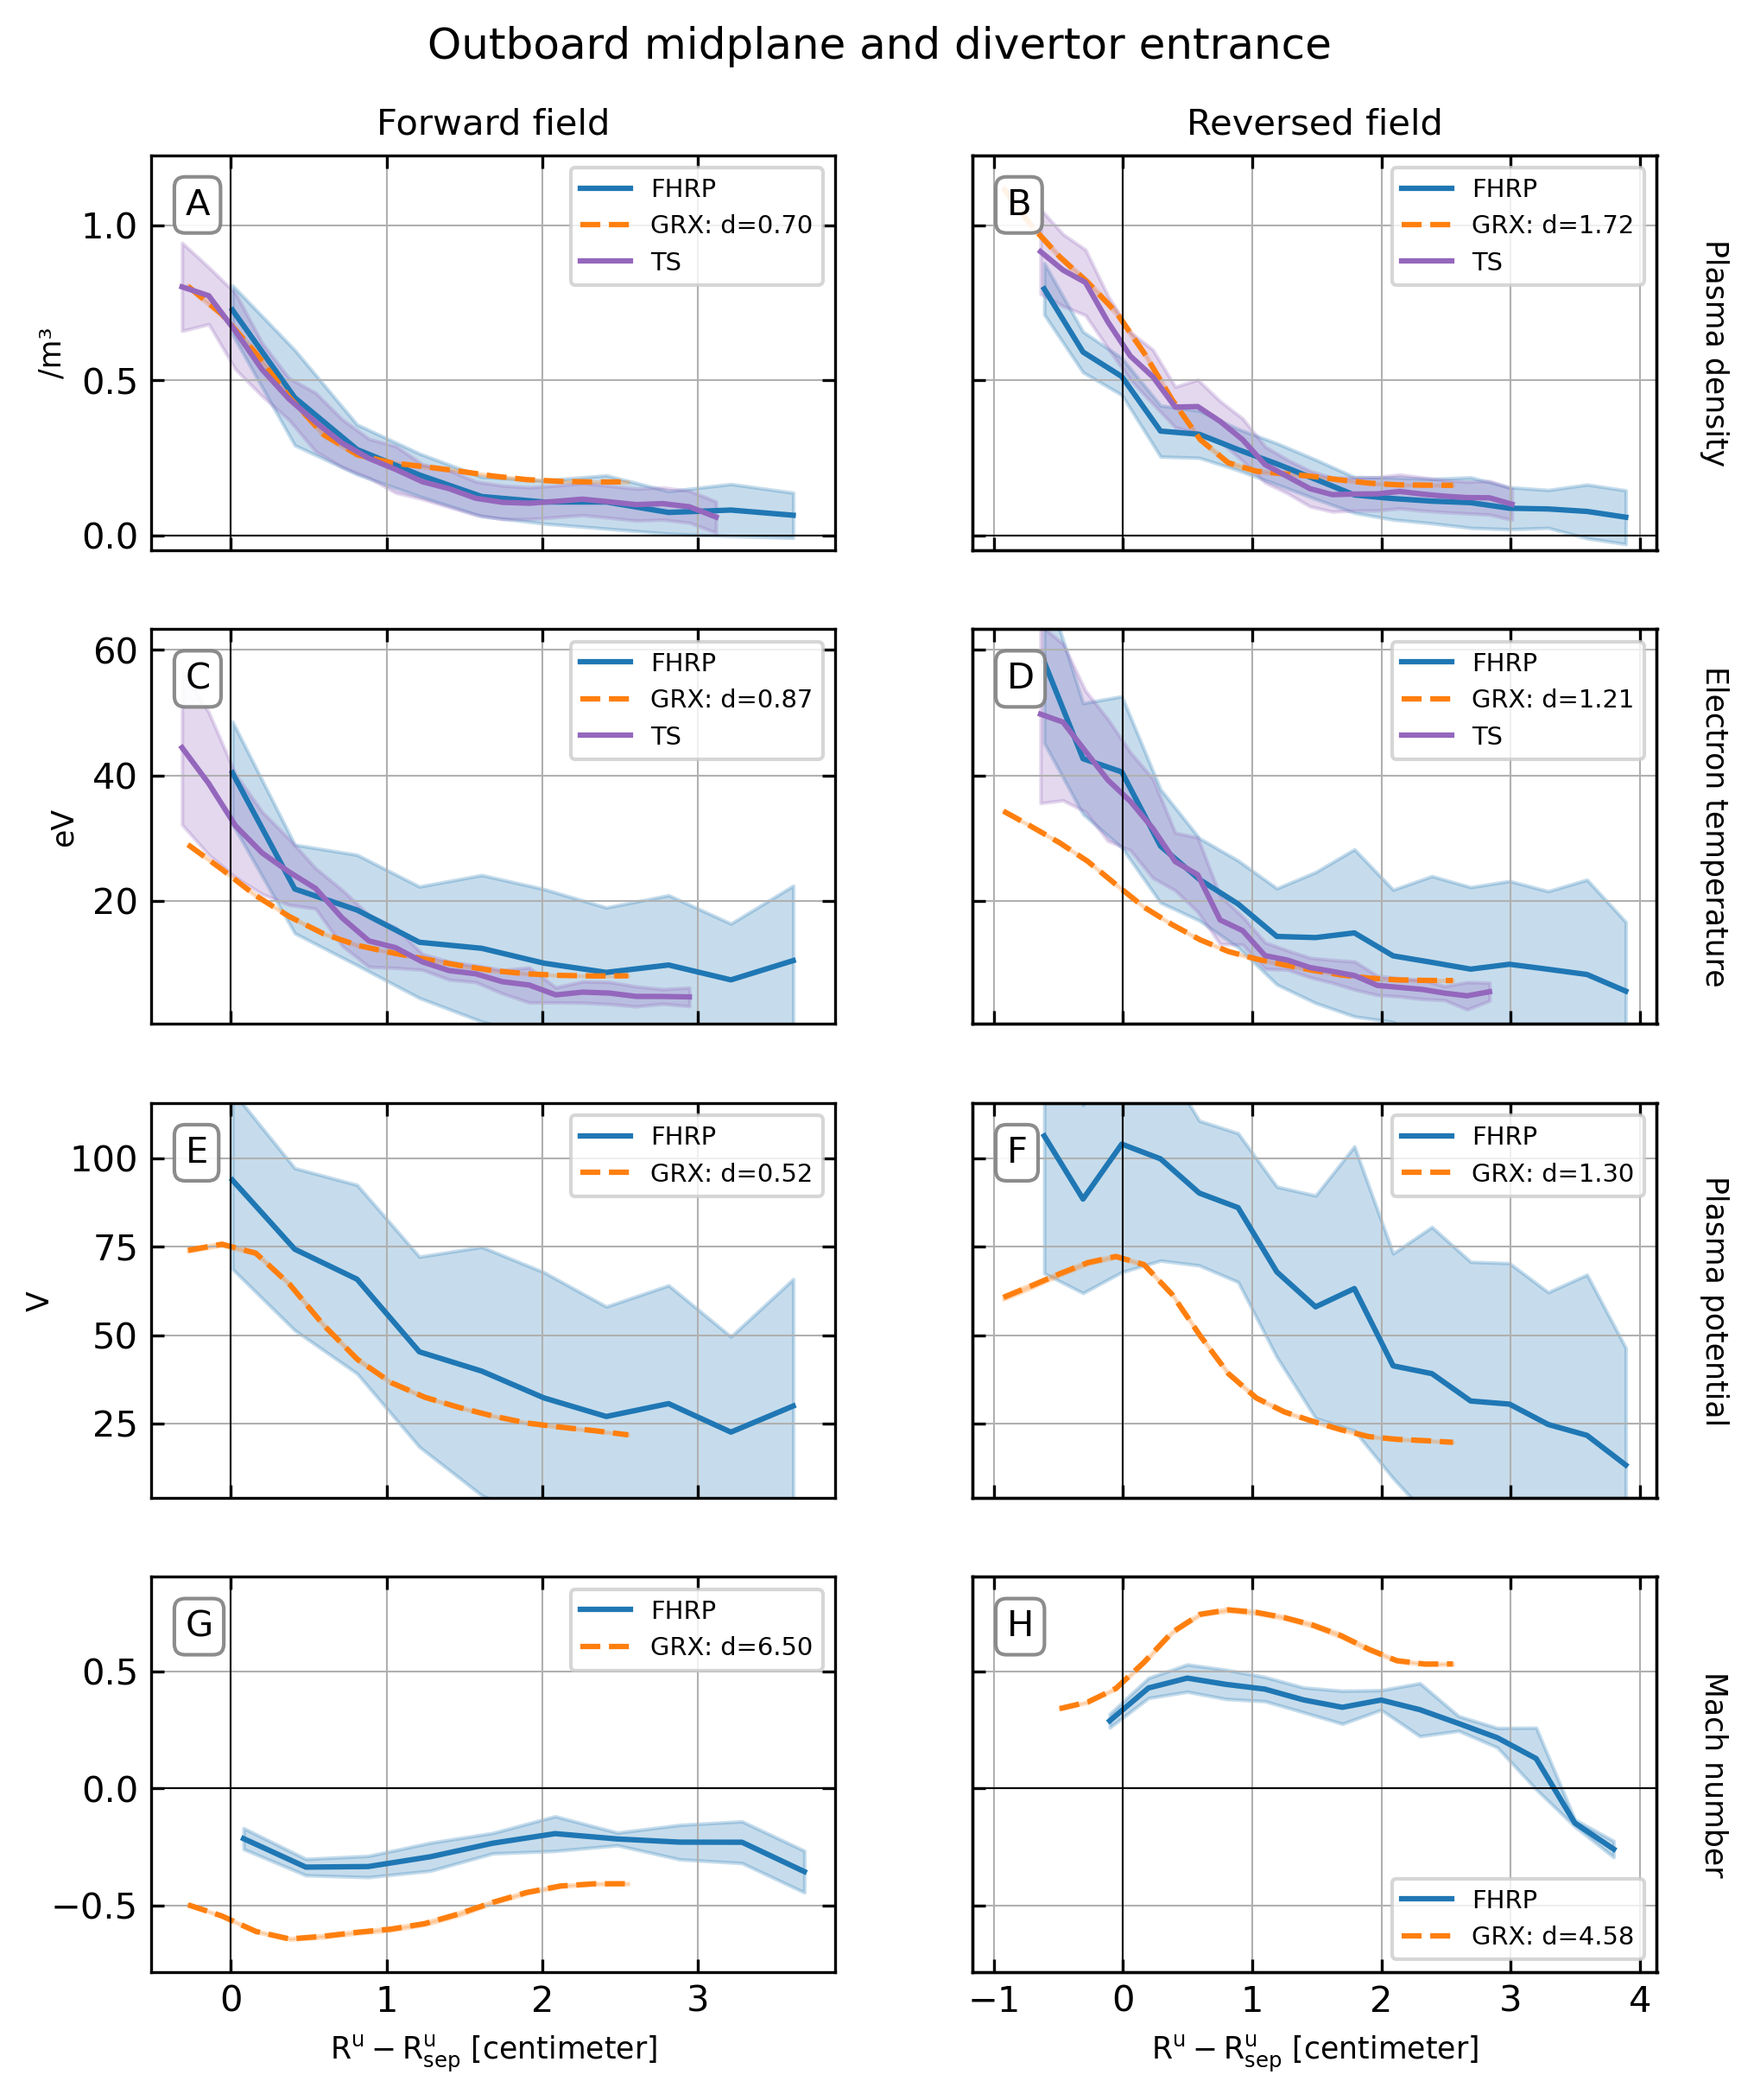 Outboard midplane and divertor entrance
Forward field
Reversed field
A
FHRP
GRX: d=0.70
TS
1.0
0.5
0.0
/m³
B
FHRP
GRX: d=1.72
TS
Plasma density
C
FHRP
GRX: d=0.87
TS
60
40
20
eV
D
FHRP
GRX: d=1.21
TS
Electron temperature
E
FHRP
GRX: d=0.52
100
75
50
25
V
F
FHRP
GRX: d=1.30
Plasma potential
G
FHRP
GRX: d=6.50
0.5
0.0
−0.5
0 1 2 3
R^u − R^u_sep [centimeter]
H
FHRP
GRX: d=4.58
Mach number
−1 0 1 2 3 4
R^u − R^u_sep [centimeter]